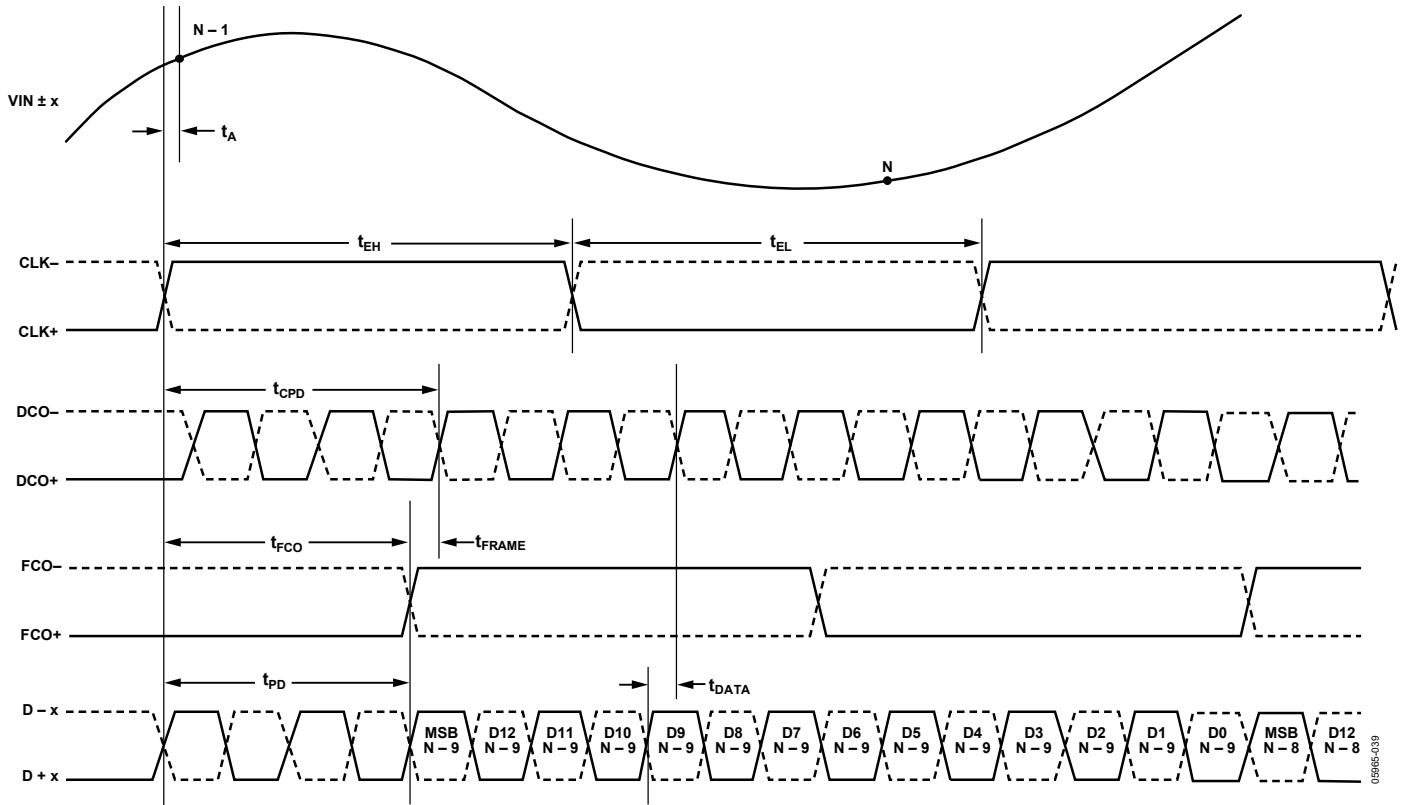 N – 1
VIN ± x
tA
N
tEH
tEL
CLK–
CLK+
tCPD
DCO–
DCO+
tFCO
tFRAME
FCO–
FCO+
tPD
tDATA
D – x
MSB N – 9
D12 N – 9
D11 N – 9
D10 N – 9
D9 N – 9
D8 N – 9
D7 N – 9
D6 N – 9
D5 N – 9
D4 N – 9
D3 N – 9
D2 N – 9
D1 N – 9
D0 N – 9
MSB N – 8
D12 N – 8
D + x
05965-039